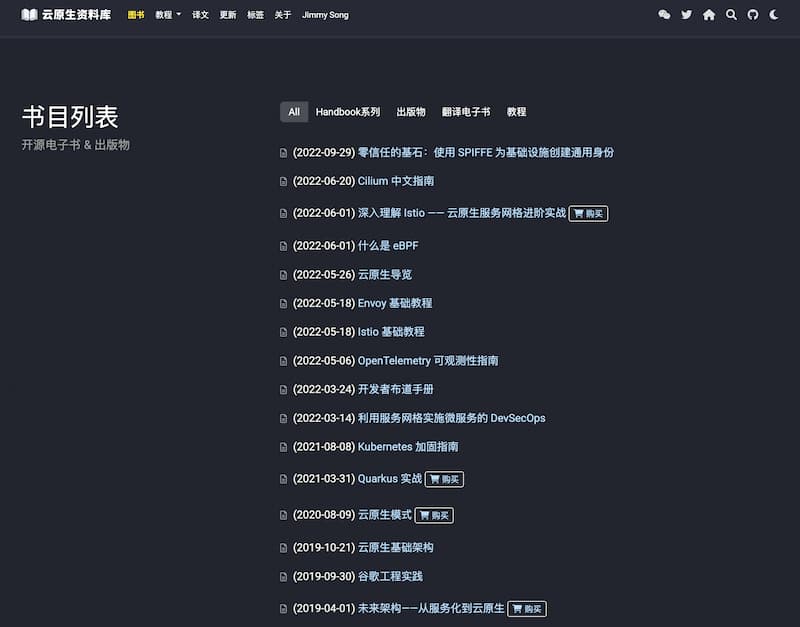 云原生资料库 图书 教程 译文 更新 标签 关于 Jimmy Song
书目列表
开源电子书 & 出版物
All Handbook系列 出版物 翻译电子书 教程
(2022-09-29) 零信任的基石：使用 SPIFFE 为基础设施创建通用身份
(2022-06-20) Cilium 中文指南
(2022-06-01) 深入理解 Istio —— 云原生服务网格进阶实战 购买
(2022-06-01) 什么是 eBPF
(2022-05-26) 云原生导览
(2022-05-18) Envoy 基础教程
(2022-05-18) Istio 基础教程
(2022-05-06) OpenTelemetry 可观测性指南
(2022-03-24) 开发者布道手册
(2022-03-14) 利用服务网格实施微服务的 DevSecOps
(2021-08-08) Kubernetes 加固指南
(2021-03-31) Quarkus 实战 购买
(2020-08-09) 云原生模式 购买
(2019-10-21) 云原生基础架构
(2019-09-30) 谷歌工程实践
(2019-04-01) 未来架构——从服务化到云原生 购买